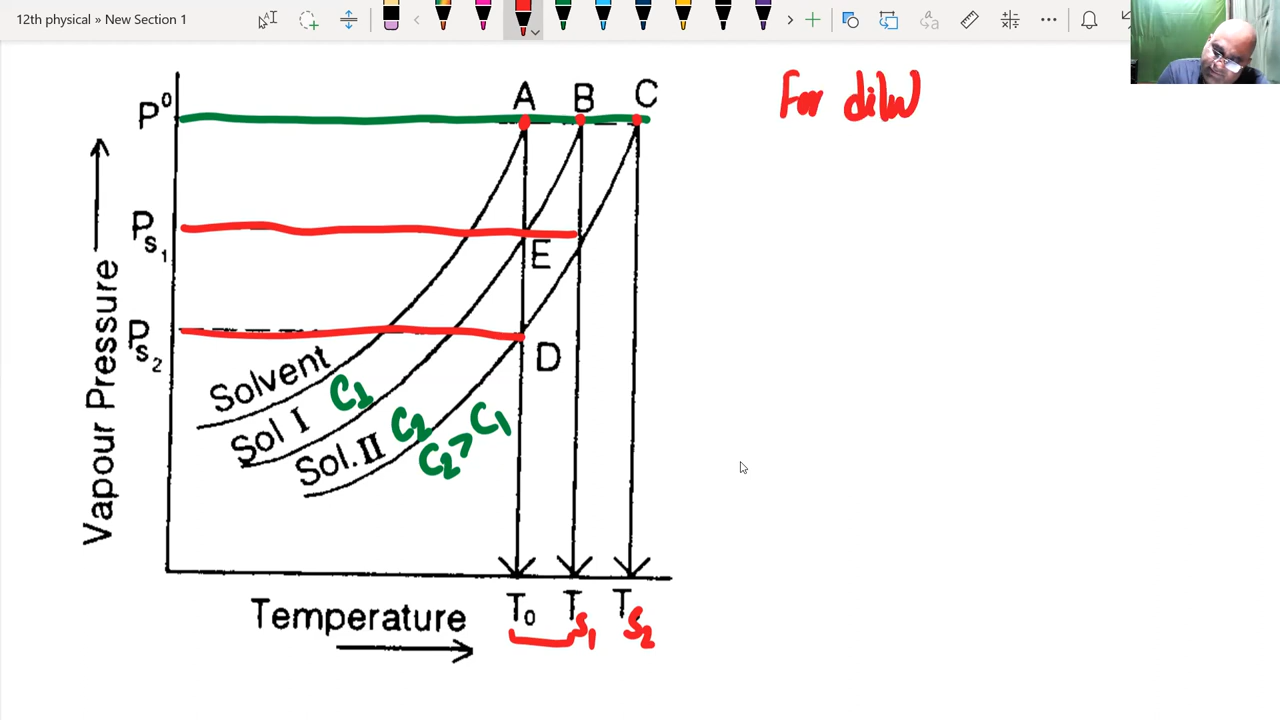 12th physical » New Section 1
For dilu
A B C
P⁰
Pₛ₁
E
Pₛ₂
D
Vapour Pressure
Solvent
Sol I C₁
Sol. II C₂
C₂ > C₁
T₀ Tₛ₁ Tₛ₂
Temperature